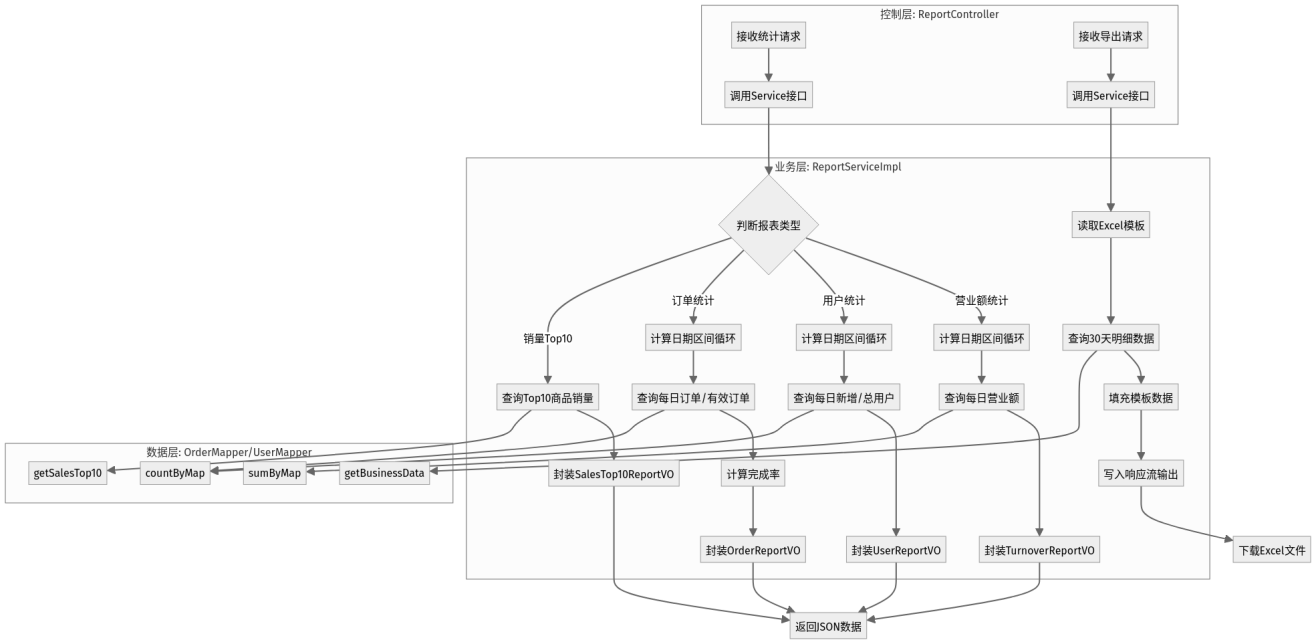 控制层: ReportController
接收统计请求
接收导出请求
调用Service接口
调用Service接口
业务层: ReportServiceImpl
判断报表类型
读取Excel模板
订单统计
用户统计
营业额统计
销量Top10
计算日期区间循环
计算日期区间循环
计算日期区间循环
查询30天明细数据
查询Top10商品销量
查询每日订单/有效订单
查询每日新增/总用户
查询每日营业额
填充模板数据
数据层: OrderMapper/UserMapper
getSalesTop10
countByMap
sumByMap
getBusinessData
封装SalesTop10ReportVO
计算完成率
写入响应流输出
封装OrderReportVO
封装UserReportVO
封装TurnoverReportVO
下载Excel文件
返回JSON数据